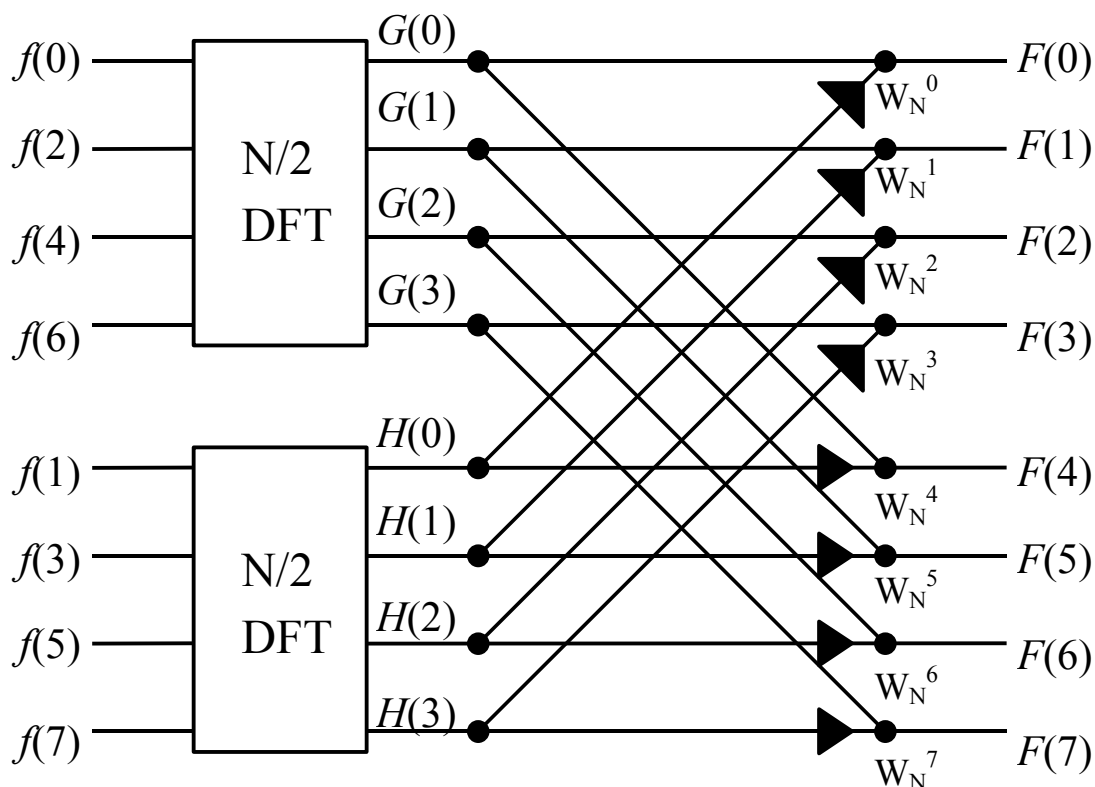 f(0) G(0) F(0)
W_N^0
f(2) G(1) F(1)
N/2
DFT
W_N^1
f(4) G(2) F(2)
W_N^2
f(6) G(3) F(3)
W_N^3
f(1) H(0) F(4)
W_N^4
f(3) H(1) F(5)
N/2
DFT
W_N^5
f(5) H(2) F(6)
W_N^6
f(7) H(3) F(7)
W_N^7